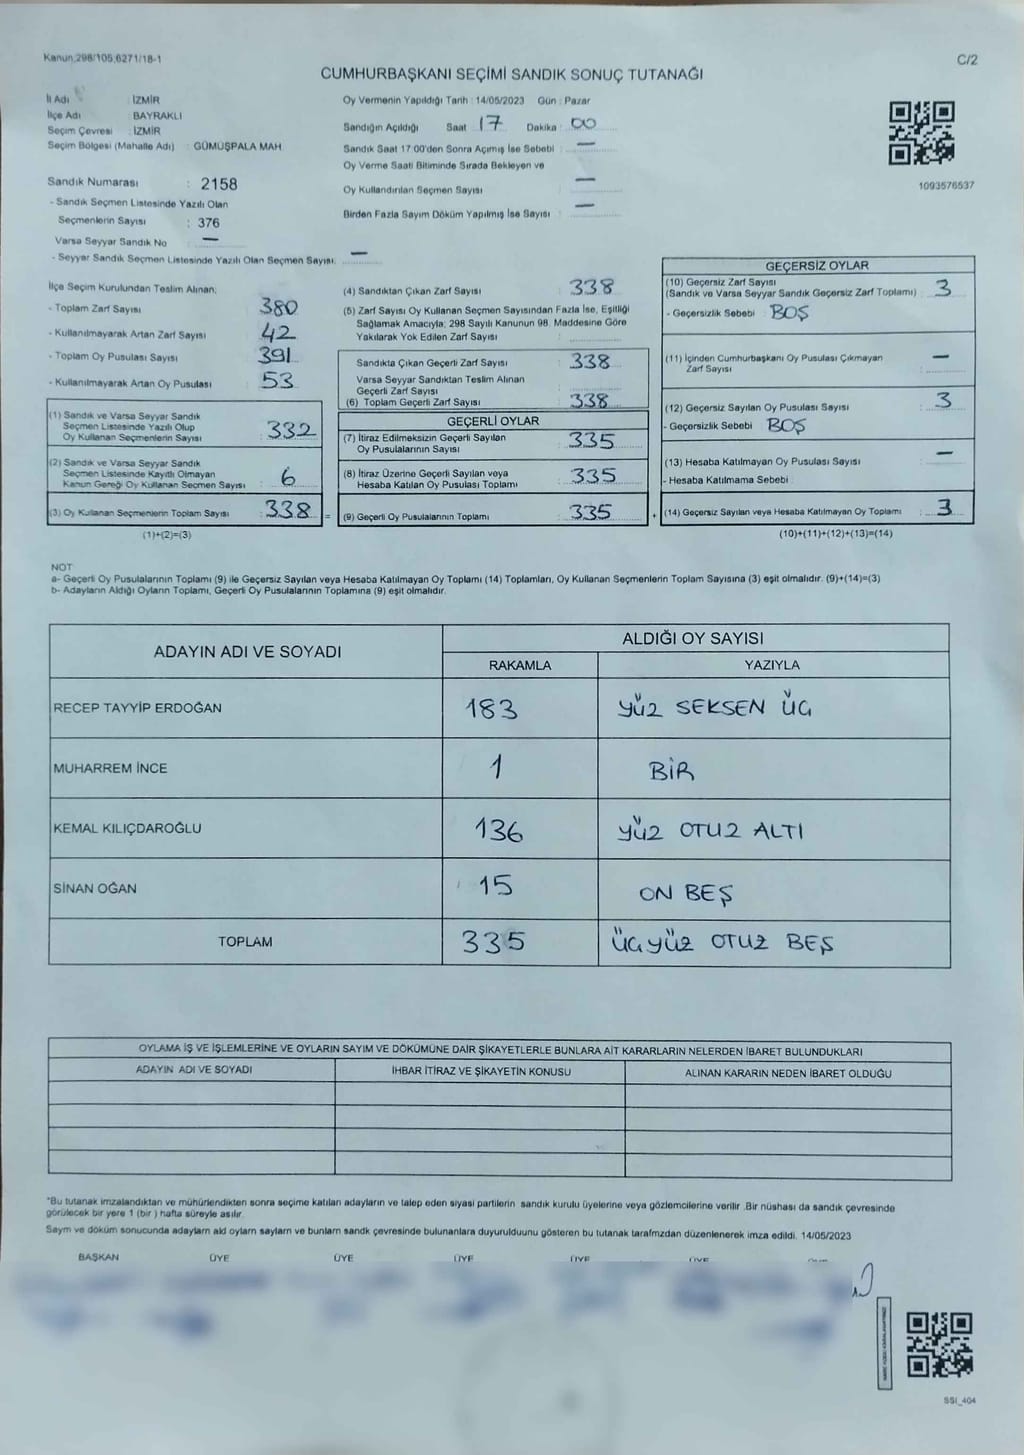 Kanun 298/105,6271/18-1
C/2
CUMHURBAŞKANI SEÇİMİ SANDIK SONUÇ TUTANAĞI
İl Adı : İZMİR
İlçe Adı : BAYRAKLI
Seçim Çevresi : İZMİR
Seçim Bölgesi (Mahalle Adı) : GÜMÜŞPALA MAH
Sandık Numarası : 2158
- Sandık Seçmen Listesinde Yazılı Olan
Seçmenlerin Sayısı : 376
Varsa Seyyar Sandık No : —
- Seyyar Sandık Seçmen Listesinde Yazılı Olan Seçmen Sayısı: —
Oy Vermenin Yapıldığı Tarih : 14/05/2023 Gün : Pazar
Sandığın Açıldığı Saat 17 Dakika : 00
Sandık Saat 17:00'den Sonra Açımış İse Sebebi : —
Oy Verme Saati Bitiminde Sırada Bekleyen ve
Oy Kullandırılan Seçmen Sayısı : —
Birden Fazla Sayım Döküm Yapılmış İse Sayısı : —
1093576537
İlçe Seçim Kurulundan Teslim Alınan;
- Toplam Zarf Sayısı : 380
- Kullanılmayarak Artan Zarf Sayısı : 42
- Toplam Oy Pusulası Sayısı : 391
- Kullanılmayarak Artan Oy Pusulası : 53
(1) Sandık ve Varsa Seyyar Sandık
Seçmen Listesinde Yazılı Olup
Oy Kullanan Seçmenlerin Sayısı : 332
(2) Sandık ve Varsa Seyyar Sandık
Seçmen Listesinde Kayıtlı Olmayan
Kanun Gereği Oy Kullanan Seçmen Sayısı : 6
(3) Oy Kullanan Seçmenlerin Toplam Sayısı : 338
(1)+(2)=(3)
=
(4) Sandıktan Çıkan Zarf Sayısı : 338
(5) Zarf Sayısı Oy Kullanan Seçmen Sayısından Fazla İse, Eşitliği
Sağlamak Amacıyla; 298 Sayılı Kanunun 98. Maddesine Göre
Yakılarak Yok Edilen Zarf Sayısı :
Sandıkta Çıkan Geçerli Zarf Sayısı : 338
Varsa Seyyar Sandıktan Teslim Alınan
Geçerli Zarf Sayısı :
(6) Toplam Geçerli Zarf Sayısı : 338
GEÇERLİ OYLAR
(7) İtiraz Edilmeksizin Geçerli Sayılan
Oy Pusulalarının Sayısı : 335
(8) İtiraz Üzerine Geçerli Sayılan veya
Hesaba Katılan Oy Pusulası Toplamı : 335
(9) Geçerli Oy Pusulalarının Toplamı : 335
+
GEÇERSİZ OYLAR
(10) Geçersiz Zarf Sayısı
(Sandık ve Varsa Seyyar Sandık Geçersiz Zarf Toplamı) : 3
- Geçersizlik Sebebi : BOŞ
(11) İçinden Cumhurbaşkanı Oy Pusulası Çıkmayan
Zarf Sayısı : —
(12) Geçersiz Sayılan Oy Pusulası Sayısı : 3
- Geçersizlik Sebebi : BOŞ
(13) Hesaba Katılmayan Oy Pusulası Sayısı : —
- Hesaba Katılmama Sebebi :
(14) Geçersiz Sayılan veya Hesaba Katılmayan Oy Toplamı : 3
(10)+(11)+(12)+(13)=(14)
NOT
a- Geçerli Oy Pusulalarının Toplamı (9) ile Geçersiz Sayılan veya Hesaba Katılmayan Oy Toplamı (14) Toplamları, Oy Kullanan Seçmenlerin Toplam Sayısına (3) eşit olmalıdır. (9)+(14)=(3)
b- Adayların Aldığı Oyların Toplamı, Geçerli Oy Pusulalarının Toplamına (9) eşit olmalıdır.
ADAYIN ADI VE SOYADI
ALDIĞI OY SAYISI
RAKAMLA YAZIYLA
RECEP TAYYİP ERDOĞAN 183 YÜZ SEKSEN ÜÇ
MUHARREM İNCE 1 BİR
KEMAL KILIÇDAROĞLU 136 YÜZ OTUZ ALTI
SİNAN OĞAN 15 ON BEŞ
TOPLAM 335 ÜÇYÜZ OTUZ BEŞ
OYLAMA İŞ VE İŞLEMLERİNE VE OYLARIN SAYIM VE DÖKÜMÜNE DAİR ŞİKAYETLERLE BUNLARA AİT KARARLARIN NELERDEN İBARET BULUNDUKLARI
ADAYIN ADI VE SOYADI İHBAR İTİRAZ VE ŞİKAYETİN KONUSU ALINAN KARARIN NEDEN İBARET OLDUĞU
*Bu tutanak imzalandıktan ve mühürlendikten sonra seçime katılan adayların ve talep eden siyasi partilerin sandık kurulu üyelerine veya gözlemcilerine verilir .Bir nüshası da sandık çevresinde
görülecek bir yere 1 (bir ) hafta süreyle asılır.
Sayım ve döküm sonucunda adayların ald oyların sayların ve bunların sandk çevresinde bulunanlara duyurulduunu gösteren bu tutanak tarafmzdan düzenlenerek imza edildi. 14/05/2023
BAŞKAN ÜYE ÜYE ÜYE ÜYE ÜYE
SSI_404